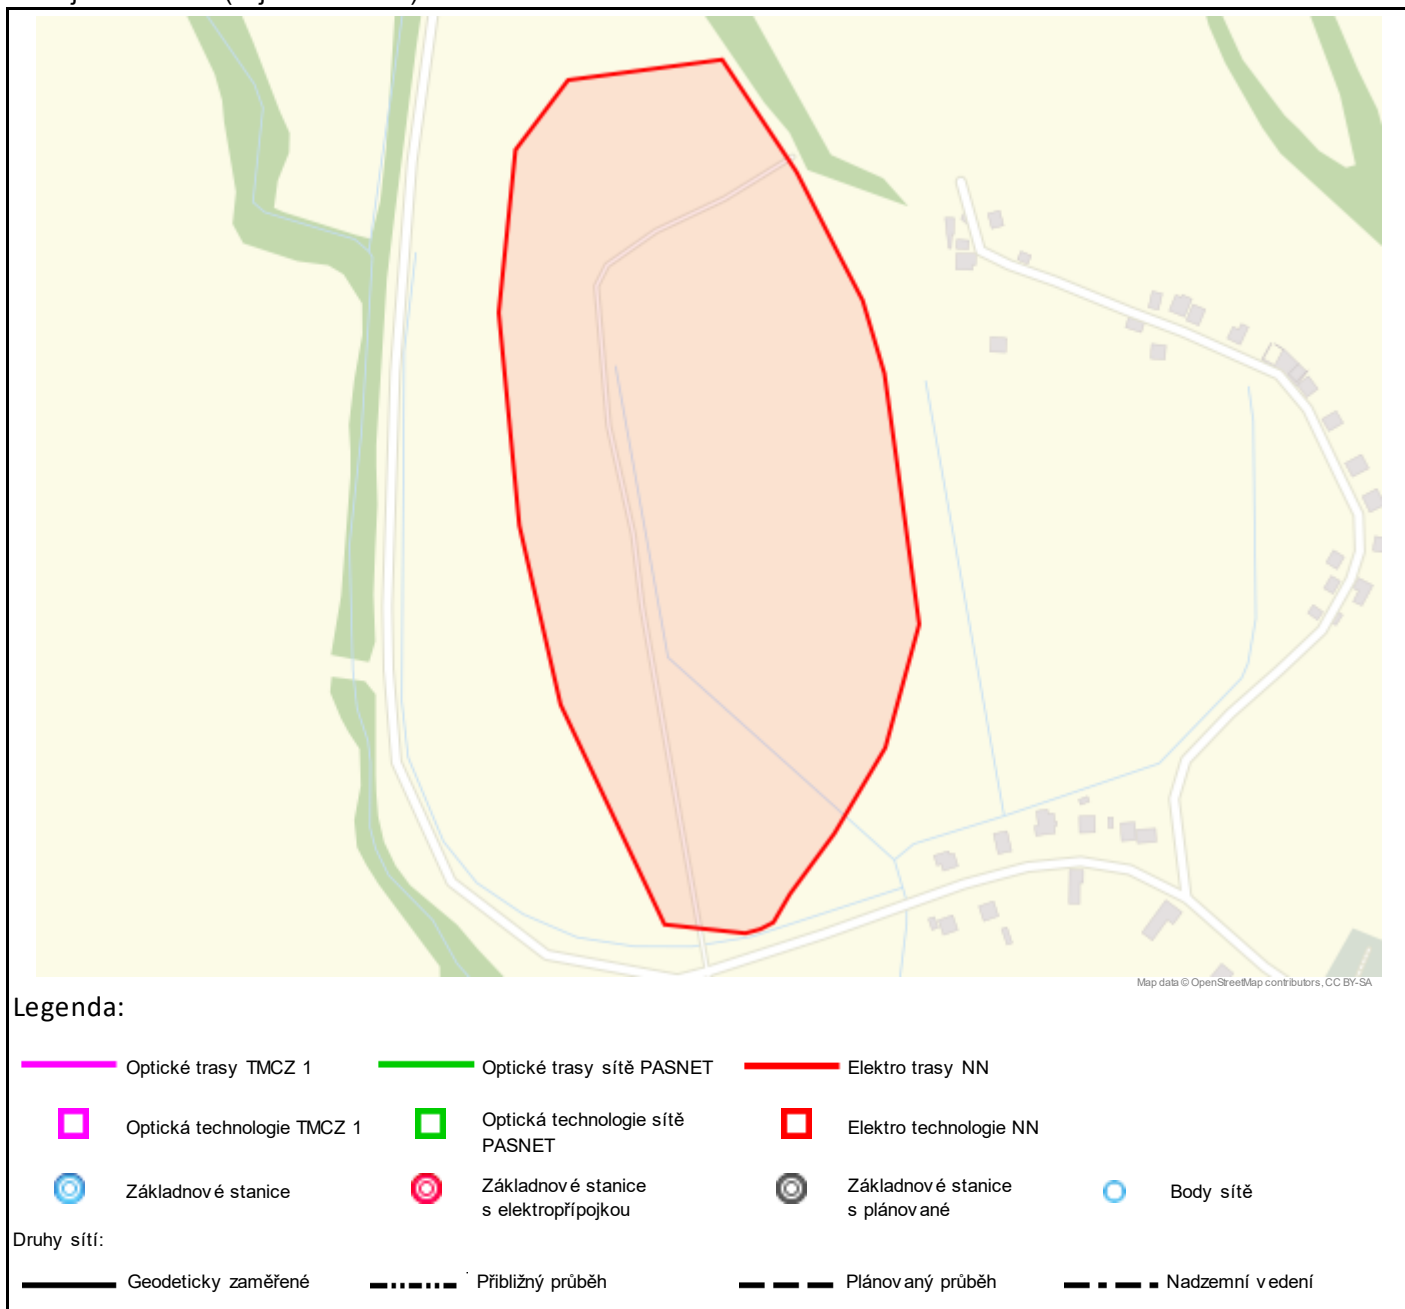 Map data © OpenStreetMap contributors, CC BY-SA
Legenda:
Optické trasy TMCZ 1
Optické trasy sítě PASNET
Elektro trasy NN
Optická technologie TMCZ 1
Optická technologie sítě
PASNET
Elektro technologie NN
Základnové stanice
Základnové stanice
s elektropřípojkou
Základnové stanice
s plánované
Body sítě
Druhy sítí:
Geodeticky zaměřené
Přibližný průběh
Plánovaný průběh
Nadzemní vedení